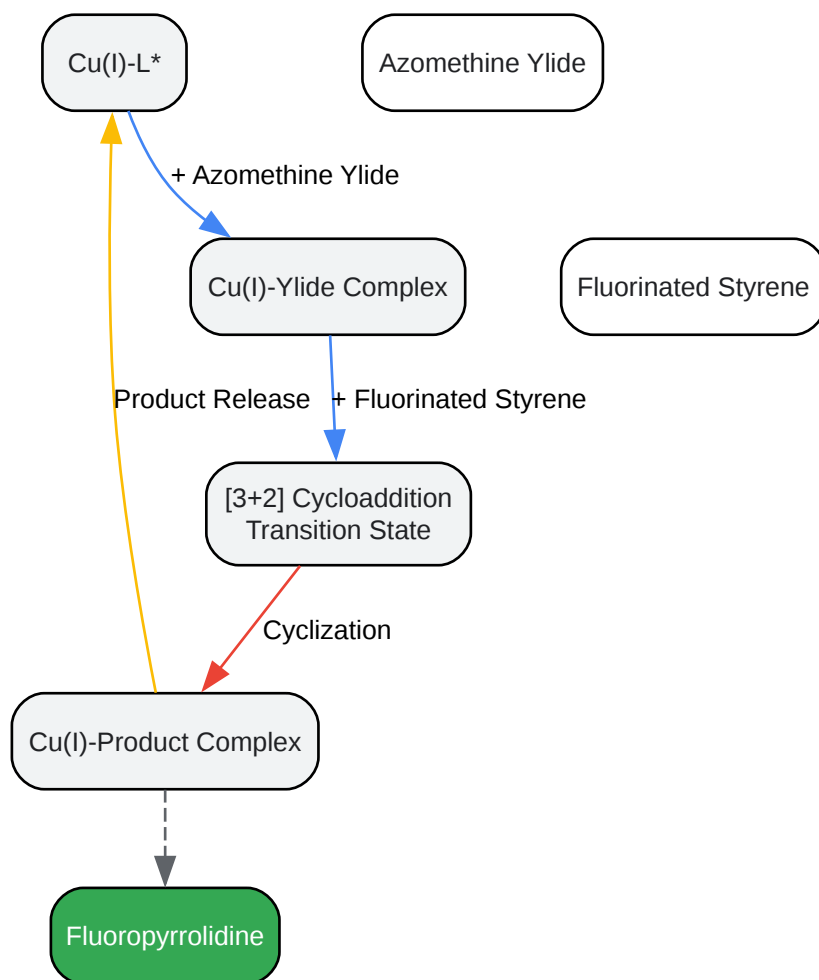 Cu(I)-L*
Azomethine Ylide
+ Azomethine Ylide
Cu(I)-Ylide Complex
Fluorinated Styrene
Product Release
+ Fluorinated Styrene
[3+2] Cycloaddition
Transition State
Cyclization
Cu(I)-Product Complex
Fluoropyrrolidine